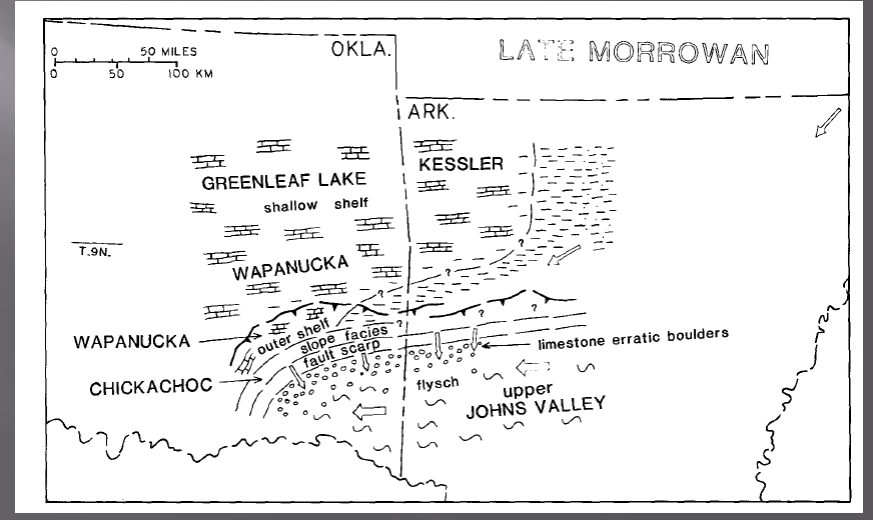 LATE MORROWAN
OKLA.
0 50 MILES
0 50 100 KM
ARK.
KESSLER
GREENLEAF LAKE
shallow shelf
?
T.9N.
WAPANUCKA
?
?
WAPANUCKA
outer shelf
?
?
?
slope facies
fault scarp
limestone erratic boulders
CHICKACHOC
flysch
upper
JOHNS VALLEY